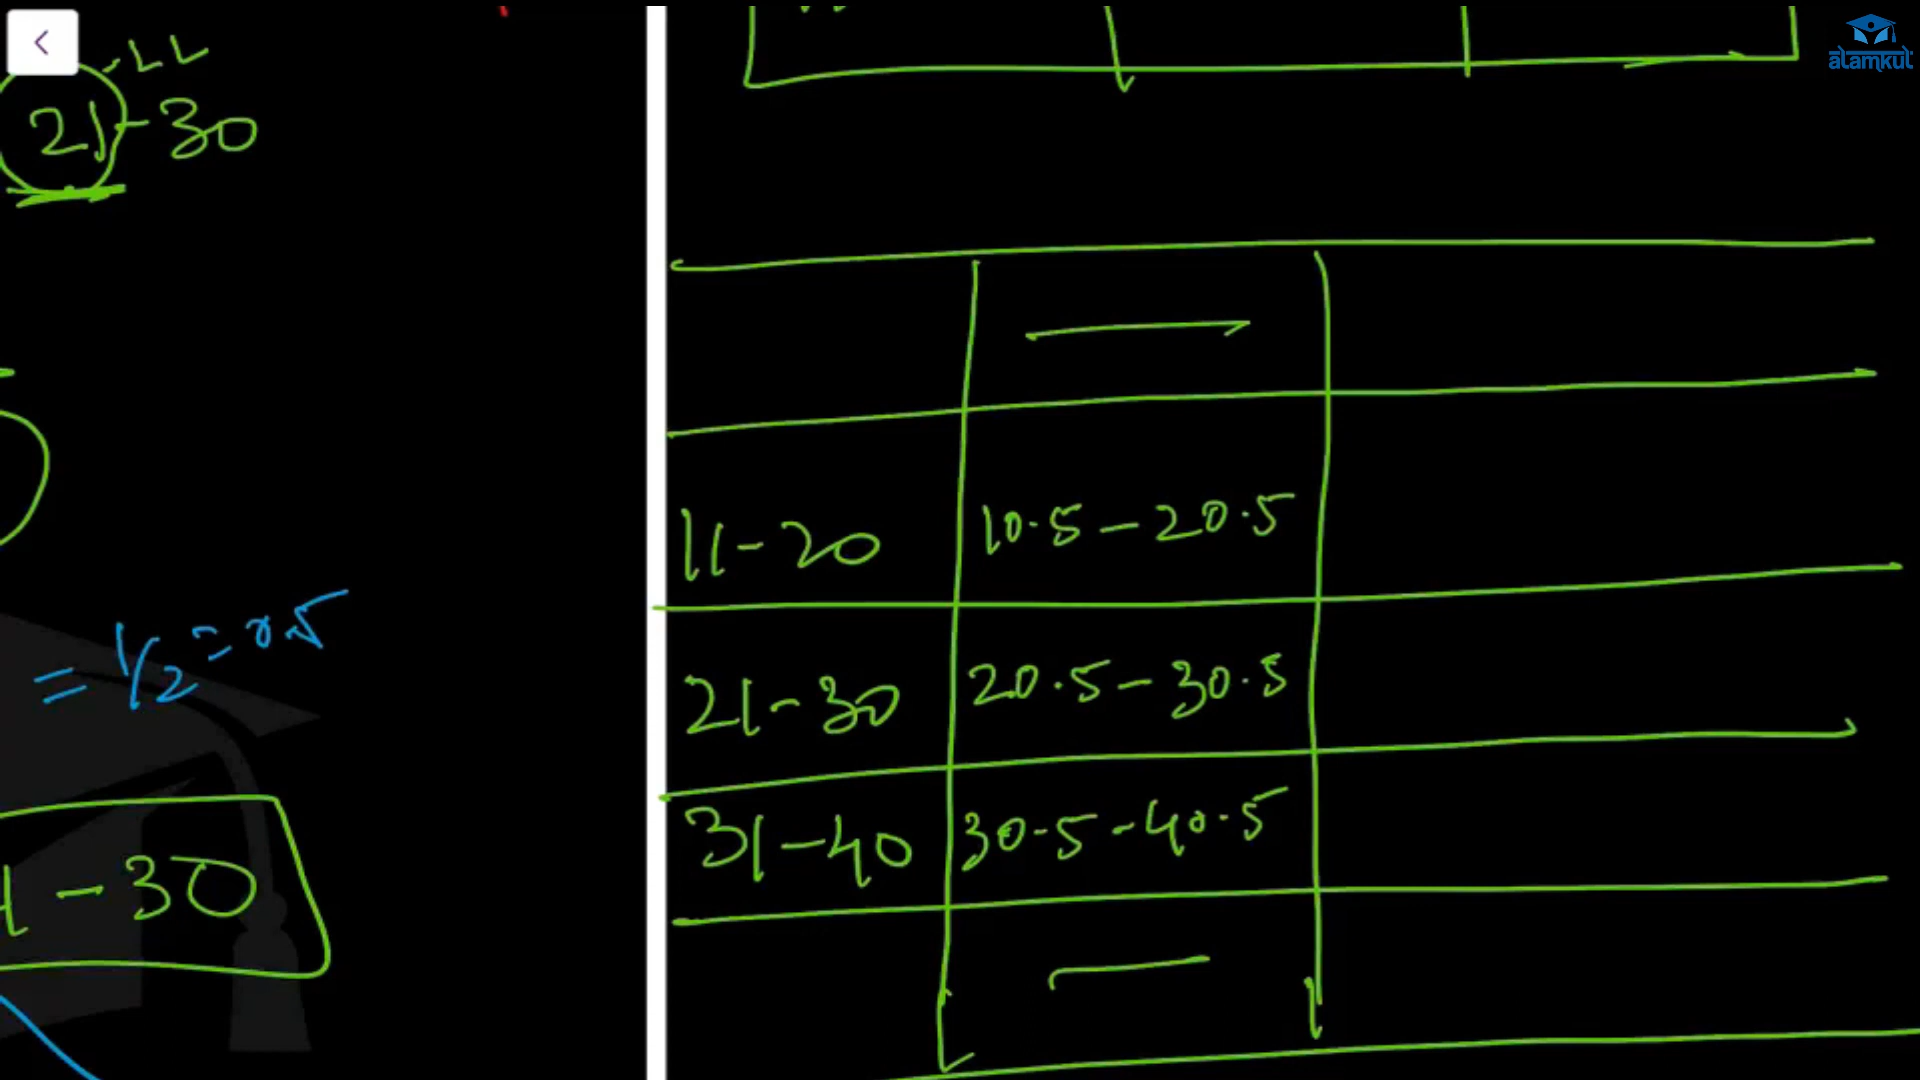 -LL
21-30
= 1/2 = 0.5
1-30
11-20 10.5-20.5
21-30 20.5-30.5
31-40 30.5-40.5
alamkul